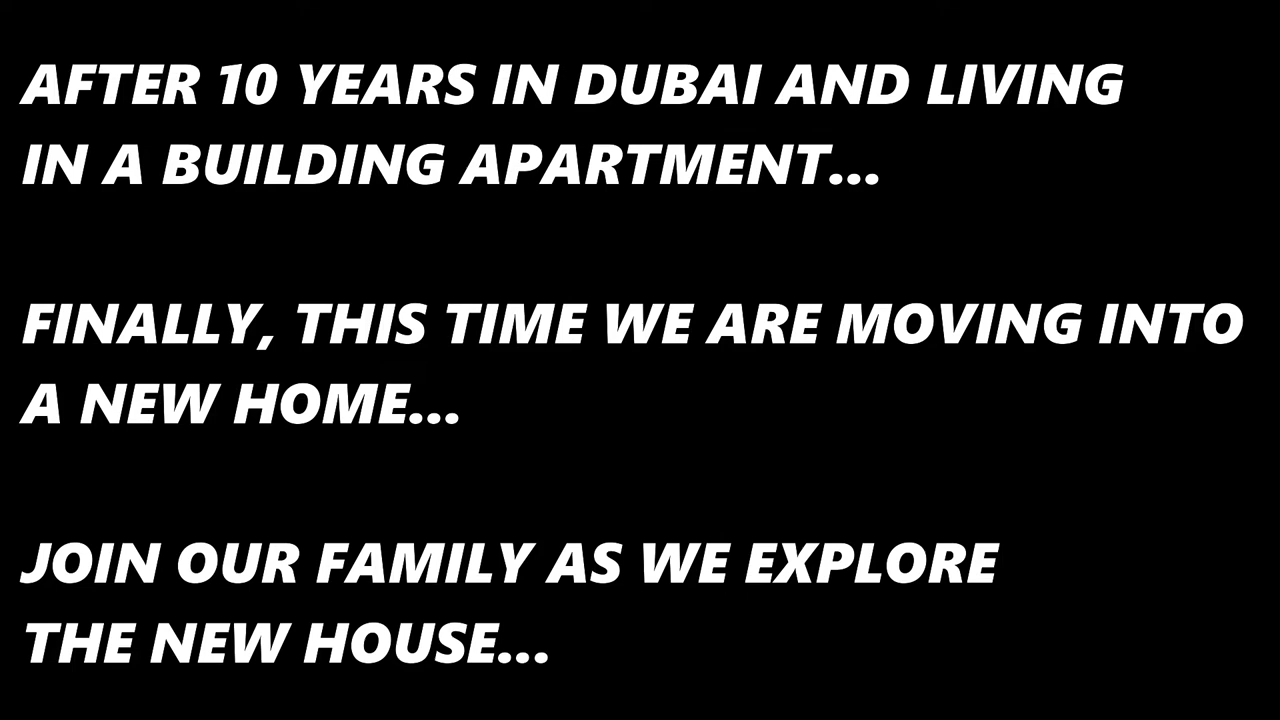 AFTER 10 YEARS IN DUBAI AND LIVING
IN A BUILDING APARTMENT...
FINALLY, THIS TIME WE ARE MOVING INTO
A NEW HOME...
JOIN OUR FAMILY AS WE EXPLORE
THE NEW HOUSE...